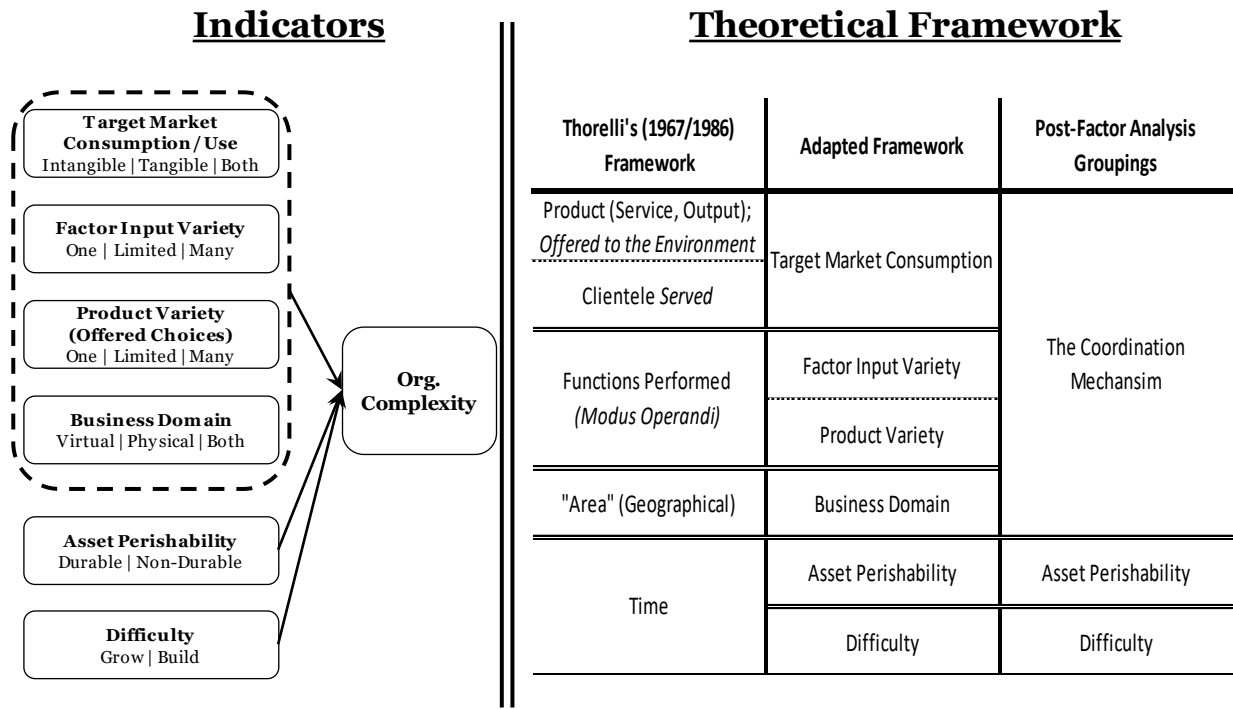 Indicators
Target Market
Consumption/Use
Intangible | Tangible | Both
Factor Input Variety
One | Limited | Many
Product Variety
(Offered Choices)
One | Limited | Many
Business Domain
Virtual | Physical | Both
Asset Perishability
Durable | Non-Durable
Difficulty
Grow | Build
Org.
Complexity
Theoretical Framework
Thorelli's (1967/1986)
Framework
Adapted Framework
Post-Factor Analysis
Groupings
Product (Service, Output);
Offered to the Environment
Clientele Served
Target Market Consumption
Functions Performed
(Modus Operandi)
Factor Input Variety
Product Variety
"Area" (Geographical)
Business Domain
The Coordination
Mechansim
Time
Asset Perishability
Asset Perishability
Difficulty
Difficulty